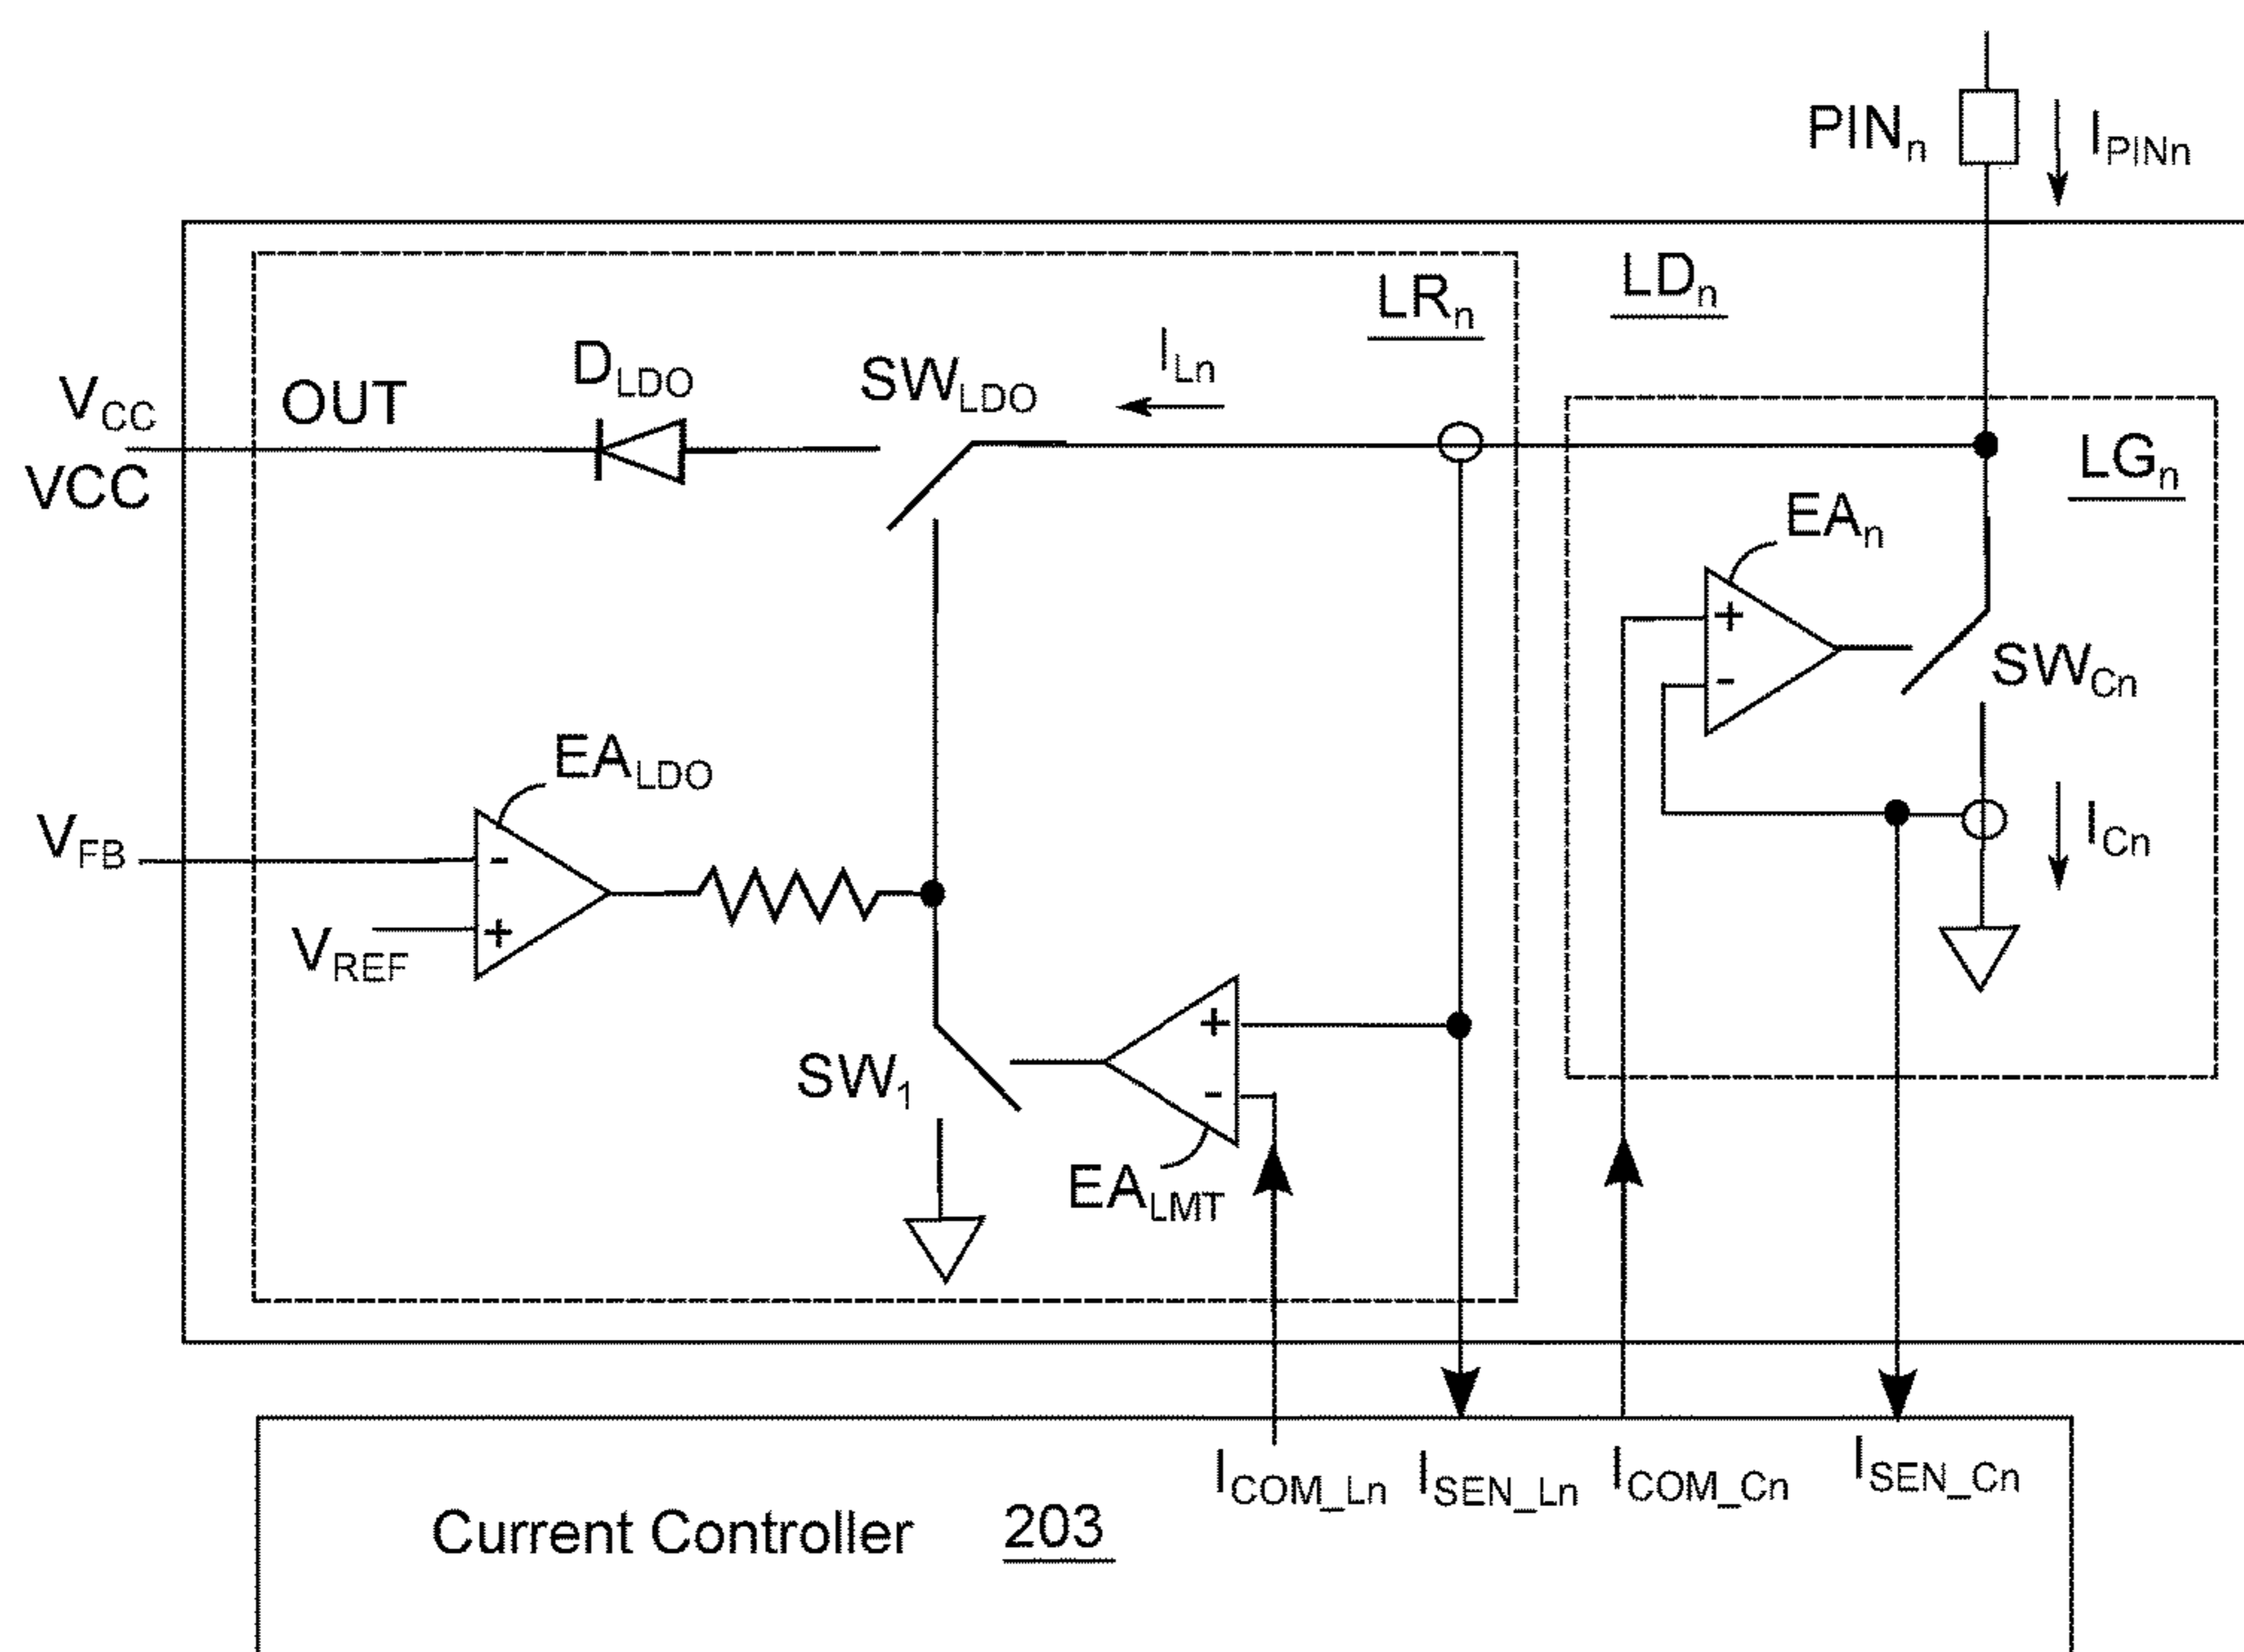 PINn
IPINn
LDn
LRn
ILn
SWLDO
DLDO
OUT
VCC
VCC
LGn
EAn
SWCn
ICn
+
-
EALDO
VFB
-
VREF
+
SW1
+
-
EALMT
ICOM_Ln
ISEN_Ln
ICOM_Cn
ISEN_Cn
Current Controller 203